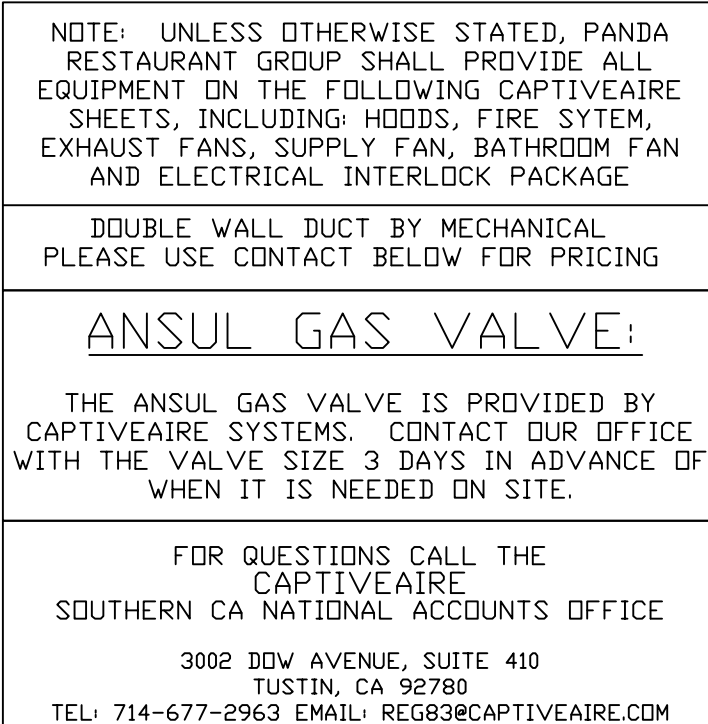 NOTE: UNLESS OTHERWISE STATED, PANDA
RESTAURANT GROUP SHALL PROVIDE ALL
EQUIPMENT ON THE FOLLOWING CAPTIVEAIRE
SHEETS, INCLUDING: HOODS, FIRE SYTEM,
EXHAUST FANS, SUPPLY FAN, BATHROOM FAN
AND ELECTRICAL INTERLOCK PACKAGE
DOUBLE WALL DUCT BY MECHANICAL
PLEASE USE CONTACT BELOW FOR PRICING
ANSUL GAS VALVE:
THE ANSUL GAS VALVE IS PROVIDED BY
CAPTIVEAIRE SYSTEMS. CONTACT OUR OFFICE
WITH THE VALVE SIZE 3 DAYS IN ADVANCE OF
WHEN IT IS NEEDED ON SITE.
FOR QUESTIONS CALL THE
CAPTIVEAIRE
SOUTHERN CA NATIONAL ACCOUNTS OFFICE
3002 DOW AVENUE, SUITE 410
TUSTIN, CA 92780
TEL: 714-677-2963 EMAIL: REG83@CAPTIVEAIRE.COM